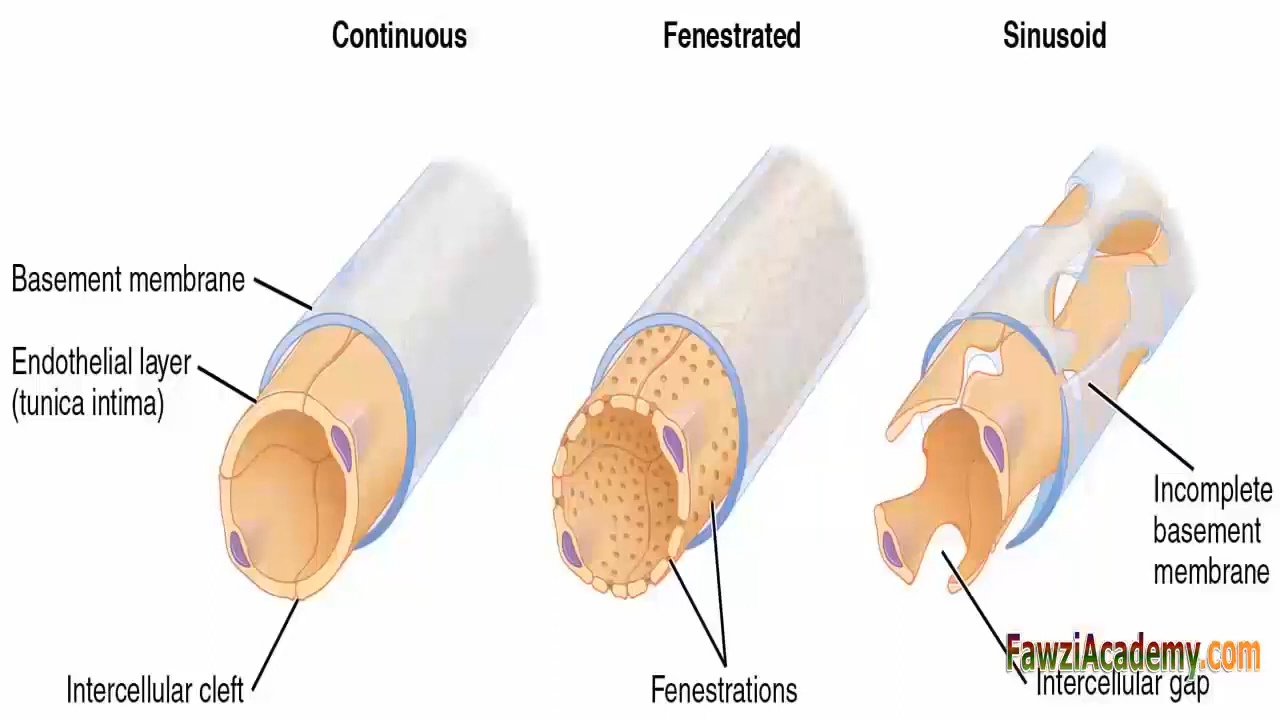 Continuous
Fenestrated
Sinusoid
Basement membrane
Endothelial layer
(tunica intima)
Intercellular cleft
Fenestrations
Incomplete
basement
membrane
FawziAcademy.com
Intercellular gap